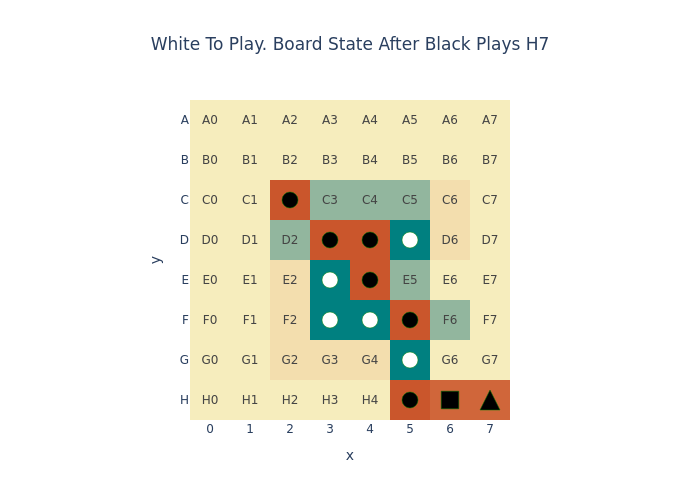 White To Play. Board State After Black Plays H7
A A0 A1 A2 A3 A4 A5 A6 A7
B B0 B1 B2 B3 B4 B5 B6 B7
C C0 C1 C3 C4 C5 C6 C7
D D0 D1 D2 D6 D7
y
E E0 E1 E2 E5 E6 E7
F F0 F1 F2 F6 F7
G G0 G1 G2 G3 G4 G6 G7
H H0 H1 H2 H3 H4
0 1 2 3 4 5 6 7
x